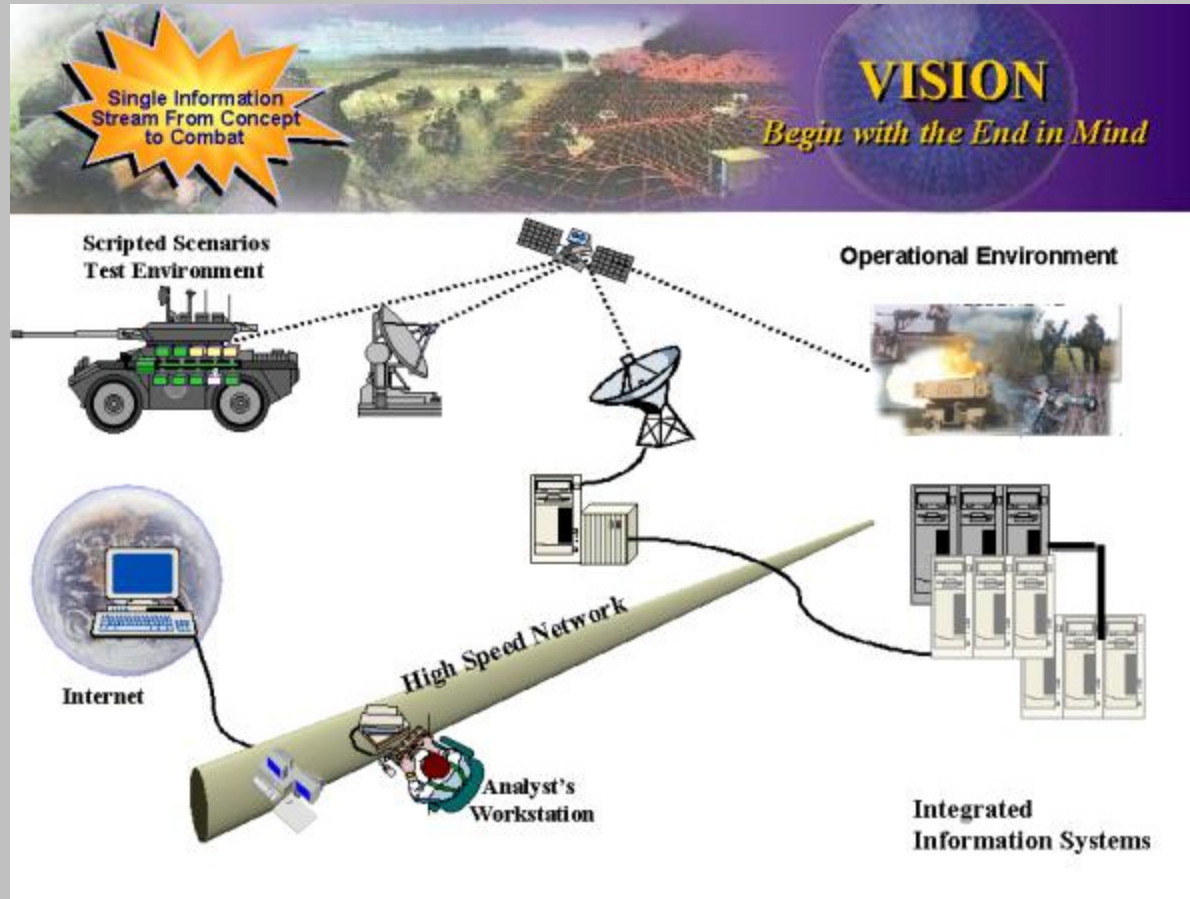 Single Information
Stream From Concept
to Combat
VISION
Begin with the End in Mind
Scripted Scenarios
Test Environment
Operational Environment
High Speed Network
Internet
Analyst's
Workstation
Integrated
Information Systems